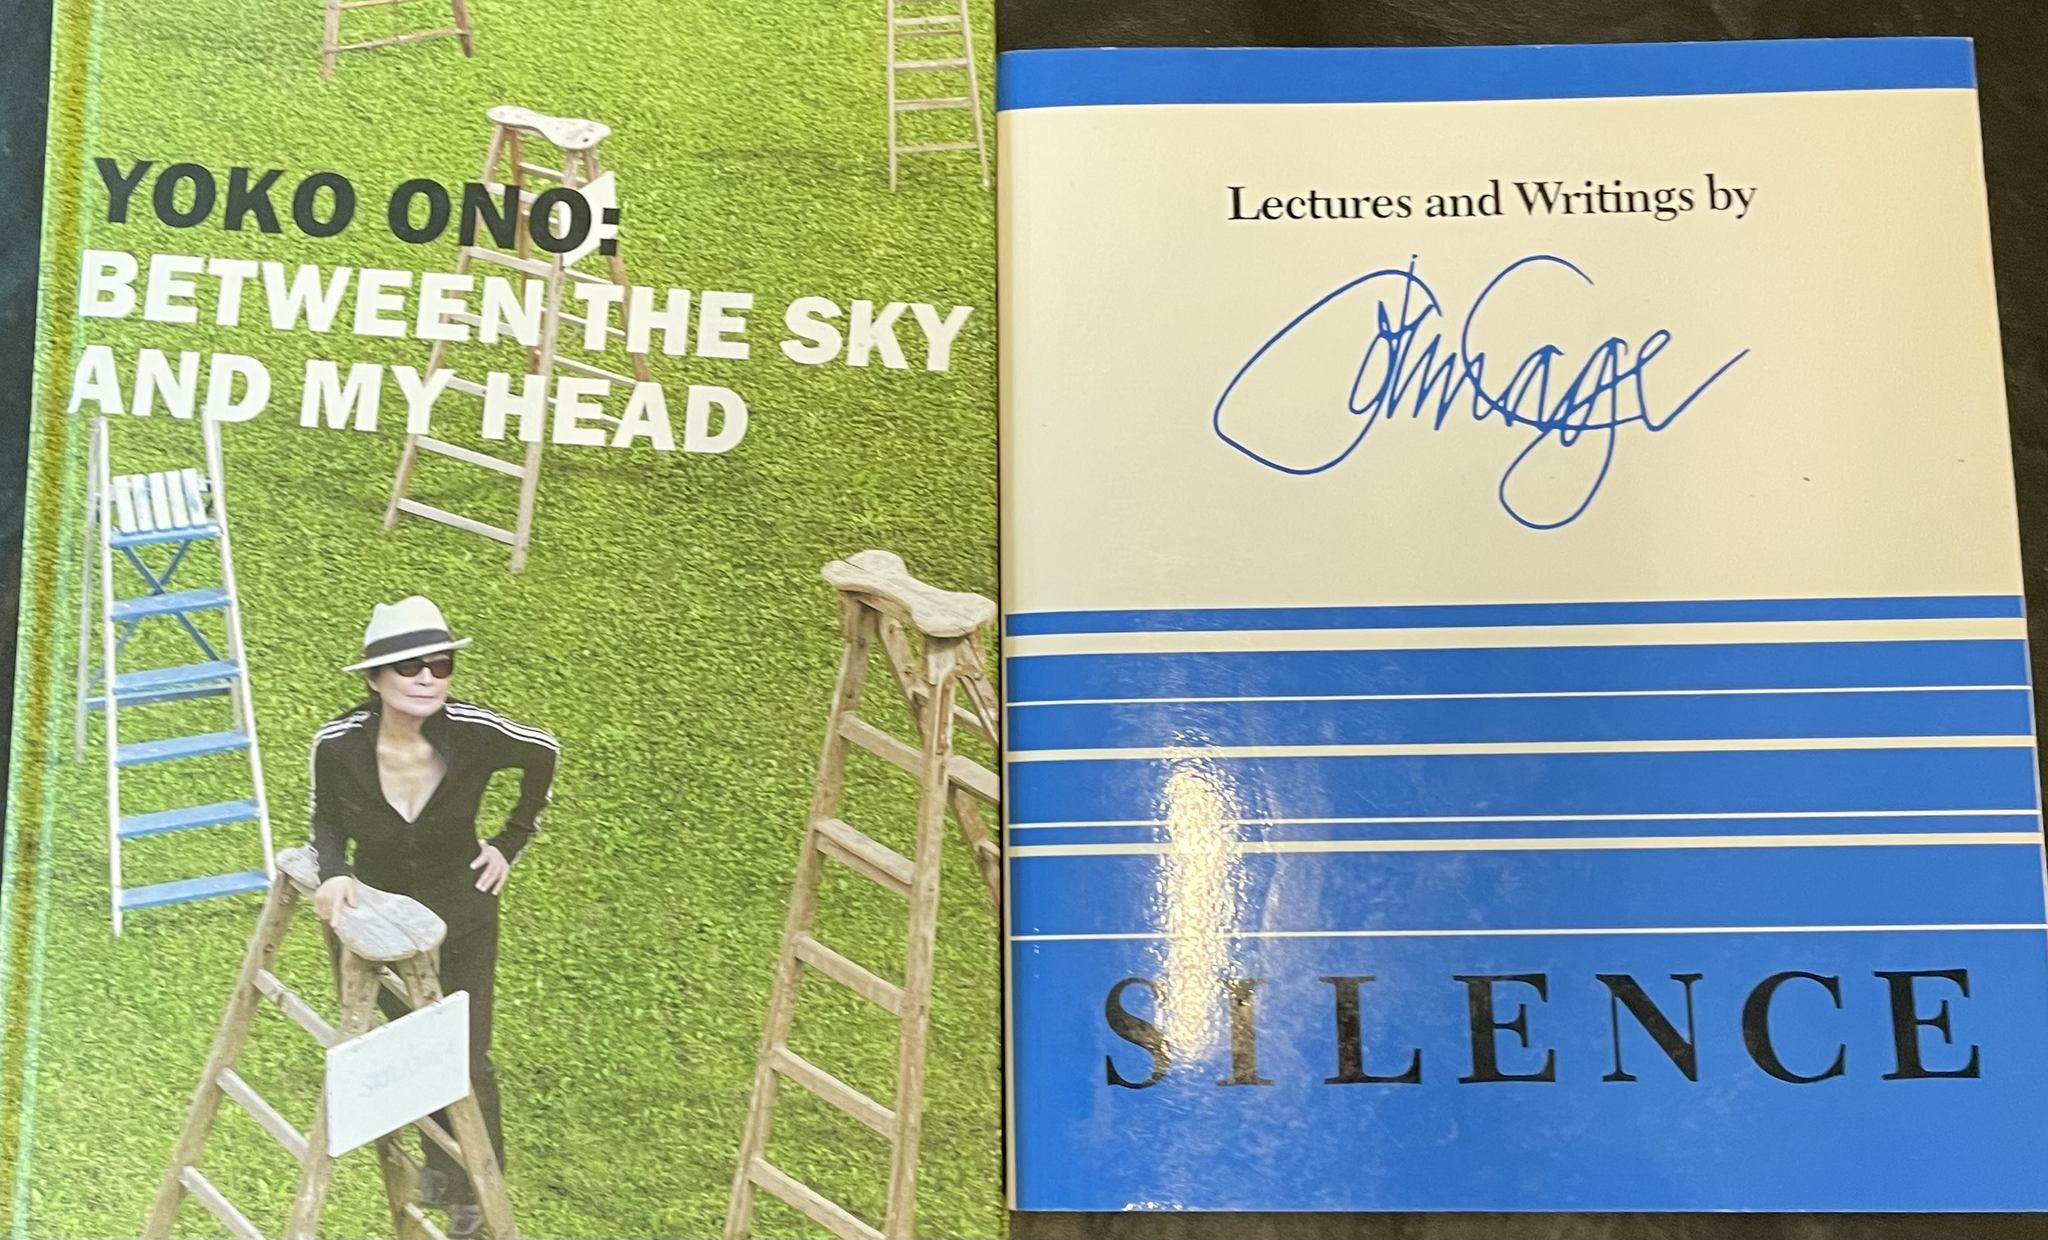 YOKO ONO:
BETWEEN THE SKY
AND MY HEAD
Lectures and Writings by
John Cage
SILENCE